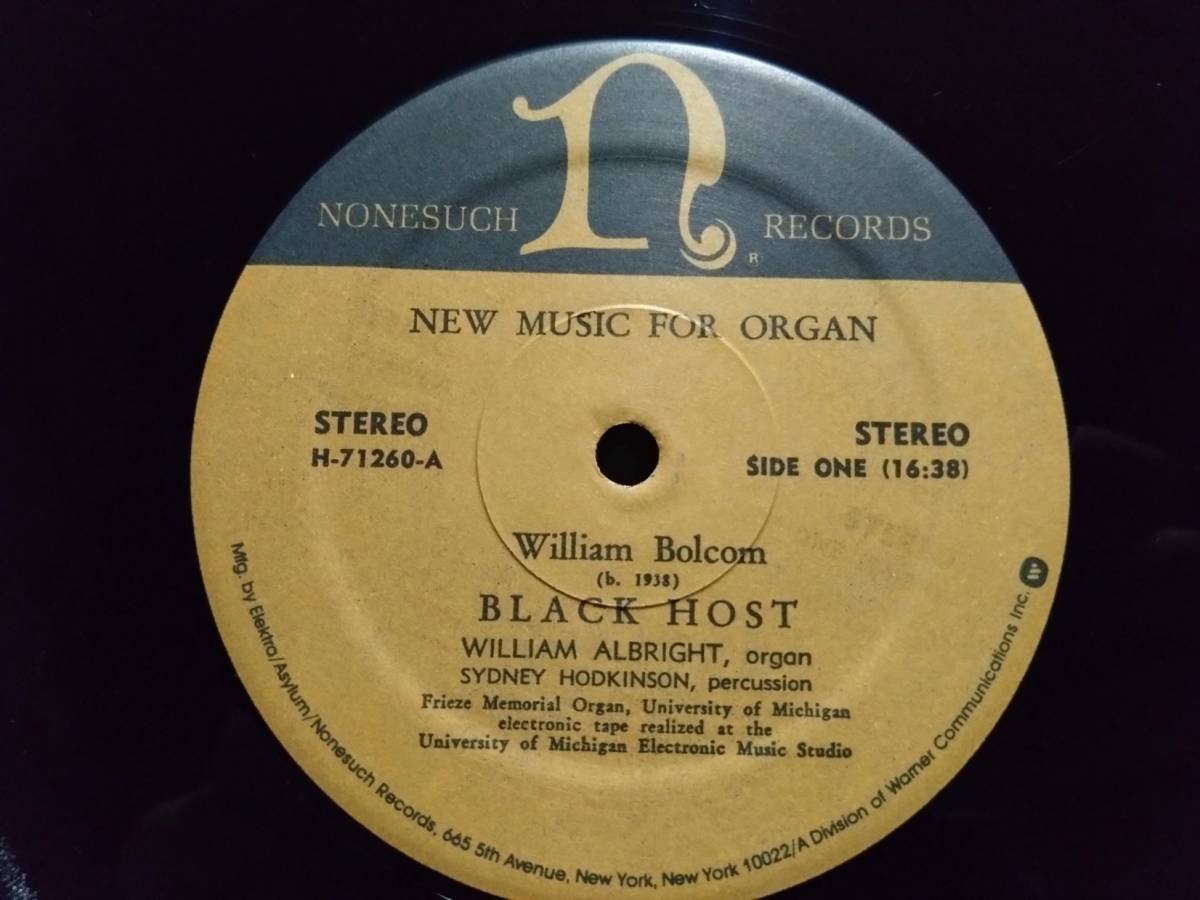 n
NONESUCH RECORDS ®
NEW MUSIC FOR ORGAN
STEREO
H-71260-A
STEREO
SIDE ONE (16:38)
William Bolcom
(b. 1938)
BLACK HOST
WILLIAM ALBRIGHT, organ
SYDNEY HODKINSON, percussion
Frieze Memorial Organ, University of Michigan
electronic tape realized at the
University of Michigan Electronic Music Studio
Mfg. by Elektra/Asylum/Nonesuch Records, 665 5th Avenue, New York, New York 10022/A Division of Warner Communications Inc.